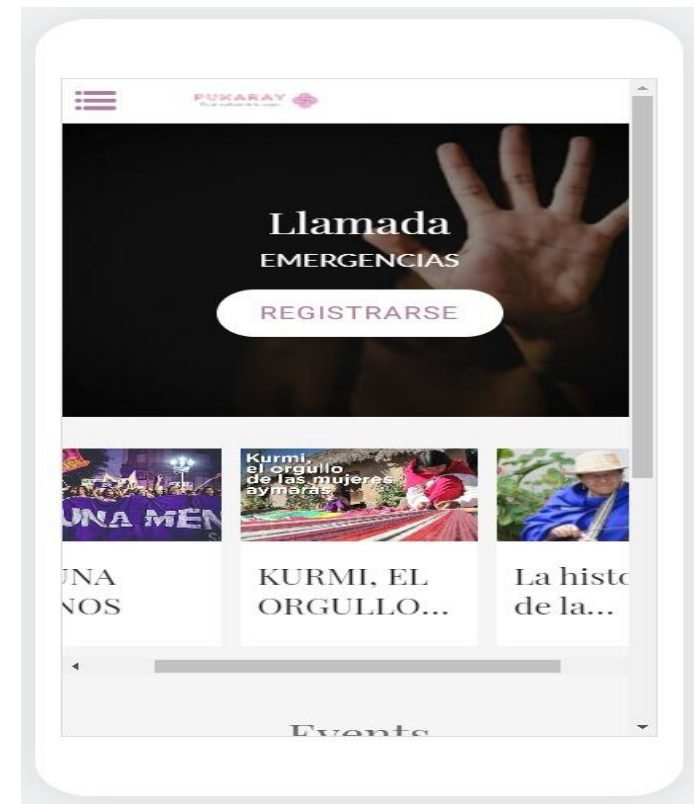 PUKARAY
Llamada
EMERGENCIAS
REGISTRARSE
UNA MEN
Kurmi,
el orgullo
de las mujeres
aymaras
UNA
NOS
KURMI, EL
ORGULLO...
La histo
de la...
Events